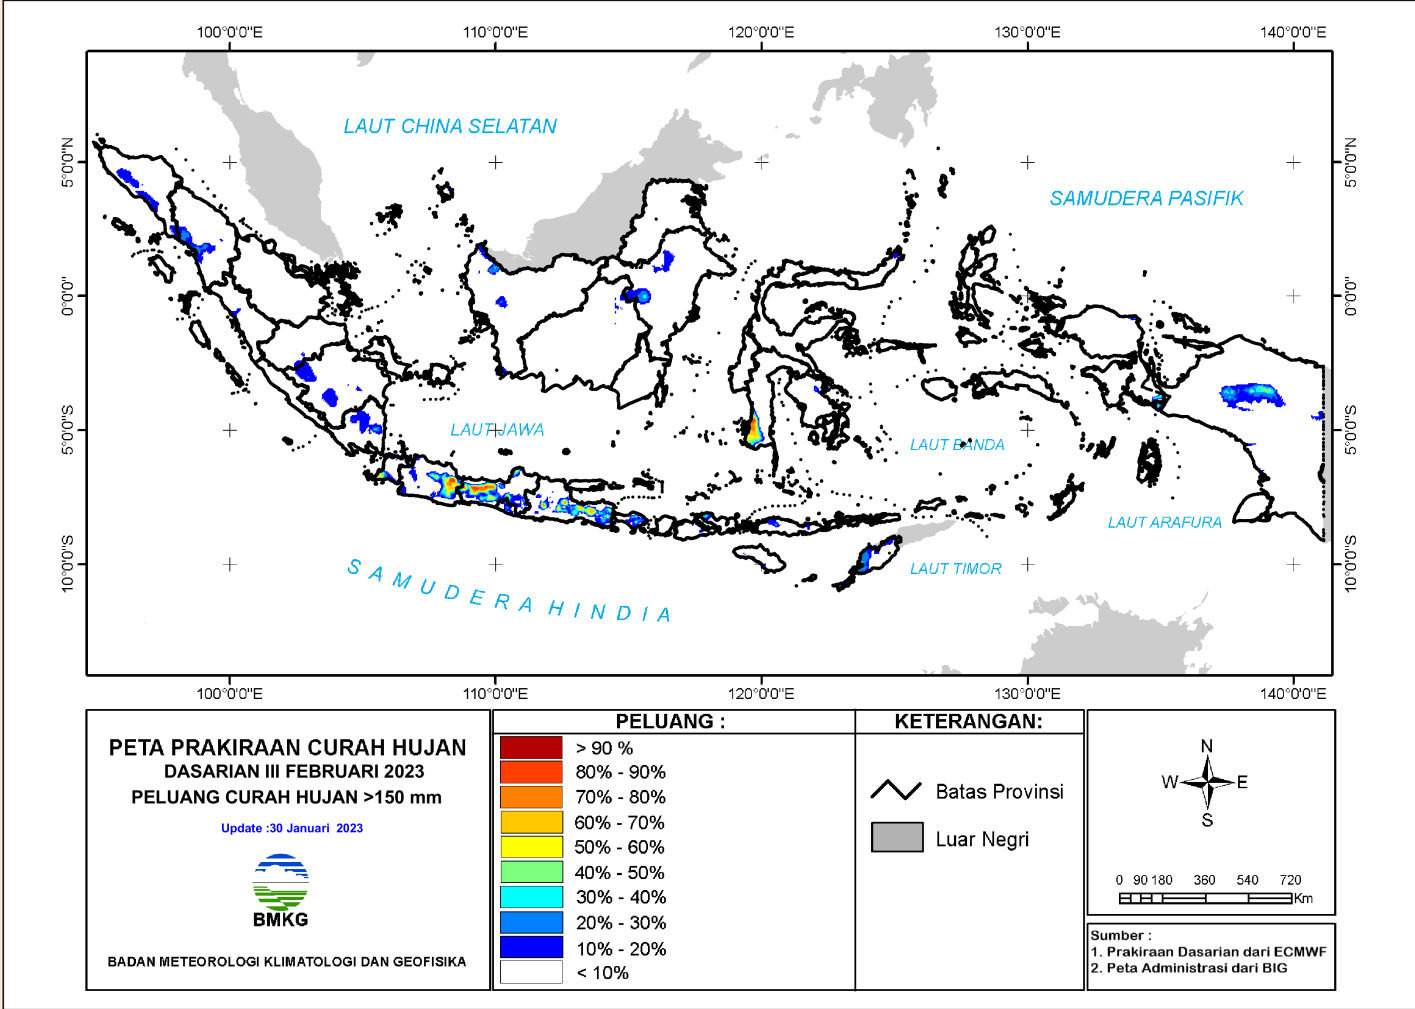 100°0'0"E 110°0'0"E 120°0'0"E 130°0'0"E 140°0'0"E
LAUT CHINA SELATAN
5°0'0"N 5°0'0"N
SAMUDERA PASIFIK
0°0'0" 0°0'0"
5°0'0"S LAUT JAWA LAUT BANDA 5°0'0"S
LAUT ARAFURA
10°0'0"S LAUT TIMOR 10°0'0"S
SAMUDERA HINDIA
100°0'0"E 110°0'0"E 120°0'0"E 130°0'0"E 140°0'0"E
PETA PRAKIRAAN CURAH HUJAN
DASARIAN III FEBRUARI 2023
PELUANG CURAH HUJAN >150 mm
Update :30 Januari 2023
BMKG
BADAN METEOROLOGI KLIMATOLOGI DAN GEOFISIKA
PELUANG :
> 90 %
80% - 90%
70% - 80%
60% - 70%
50% - 60%
40% - 50%
30% - 40%
20% - 30%
10% - 20%
< 10%
KETERANGAN:
Batas Provinsi
Luar Negri
N
W E
S
0 90 180 360 540 720
Km
Sumber :
1. Prakiraan Dasarian dari ECMWF
2. Peta Administrasi dari BIG